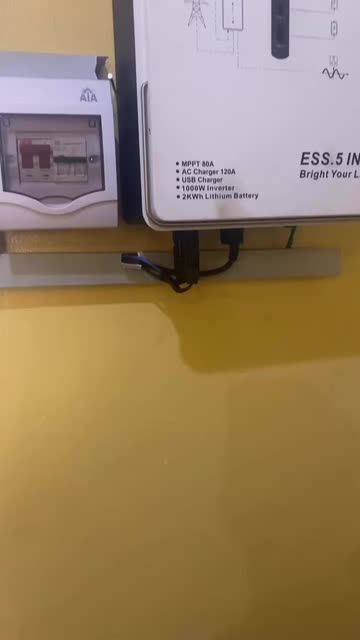 AIA
MPPT 80A
AC Charger 120A
USB Charger
1000W Inverter
2KWh Lithium Battery
ESS.5 IN
Bright Your L